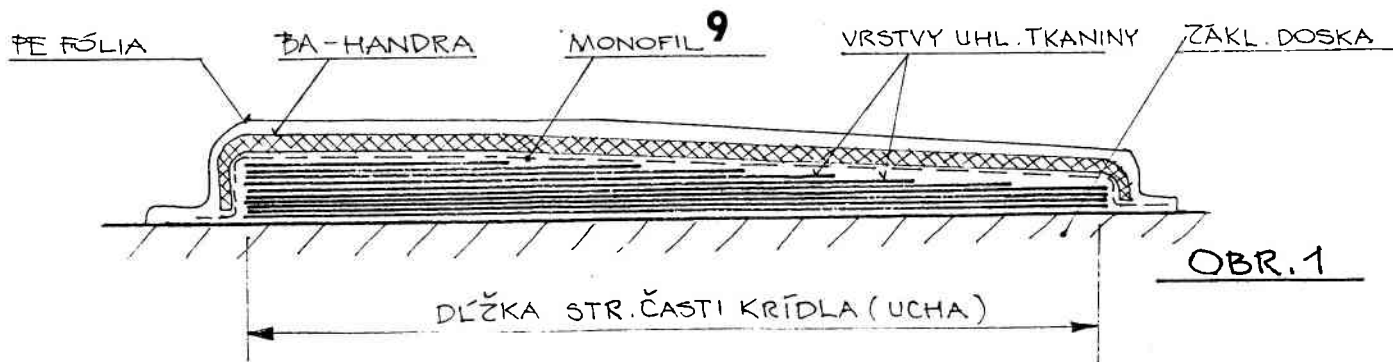 PE FÓLIA
BA-HANDRA
MONOFIL 9
VRSTVY UHL. TKANINY
ZÁKL. DOSKA
OBR. 1
DĹŽKA STR. ČASTI KRÍDLA (UCHA)